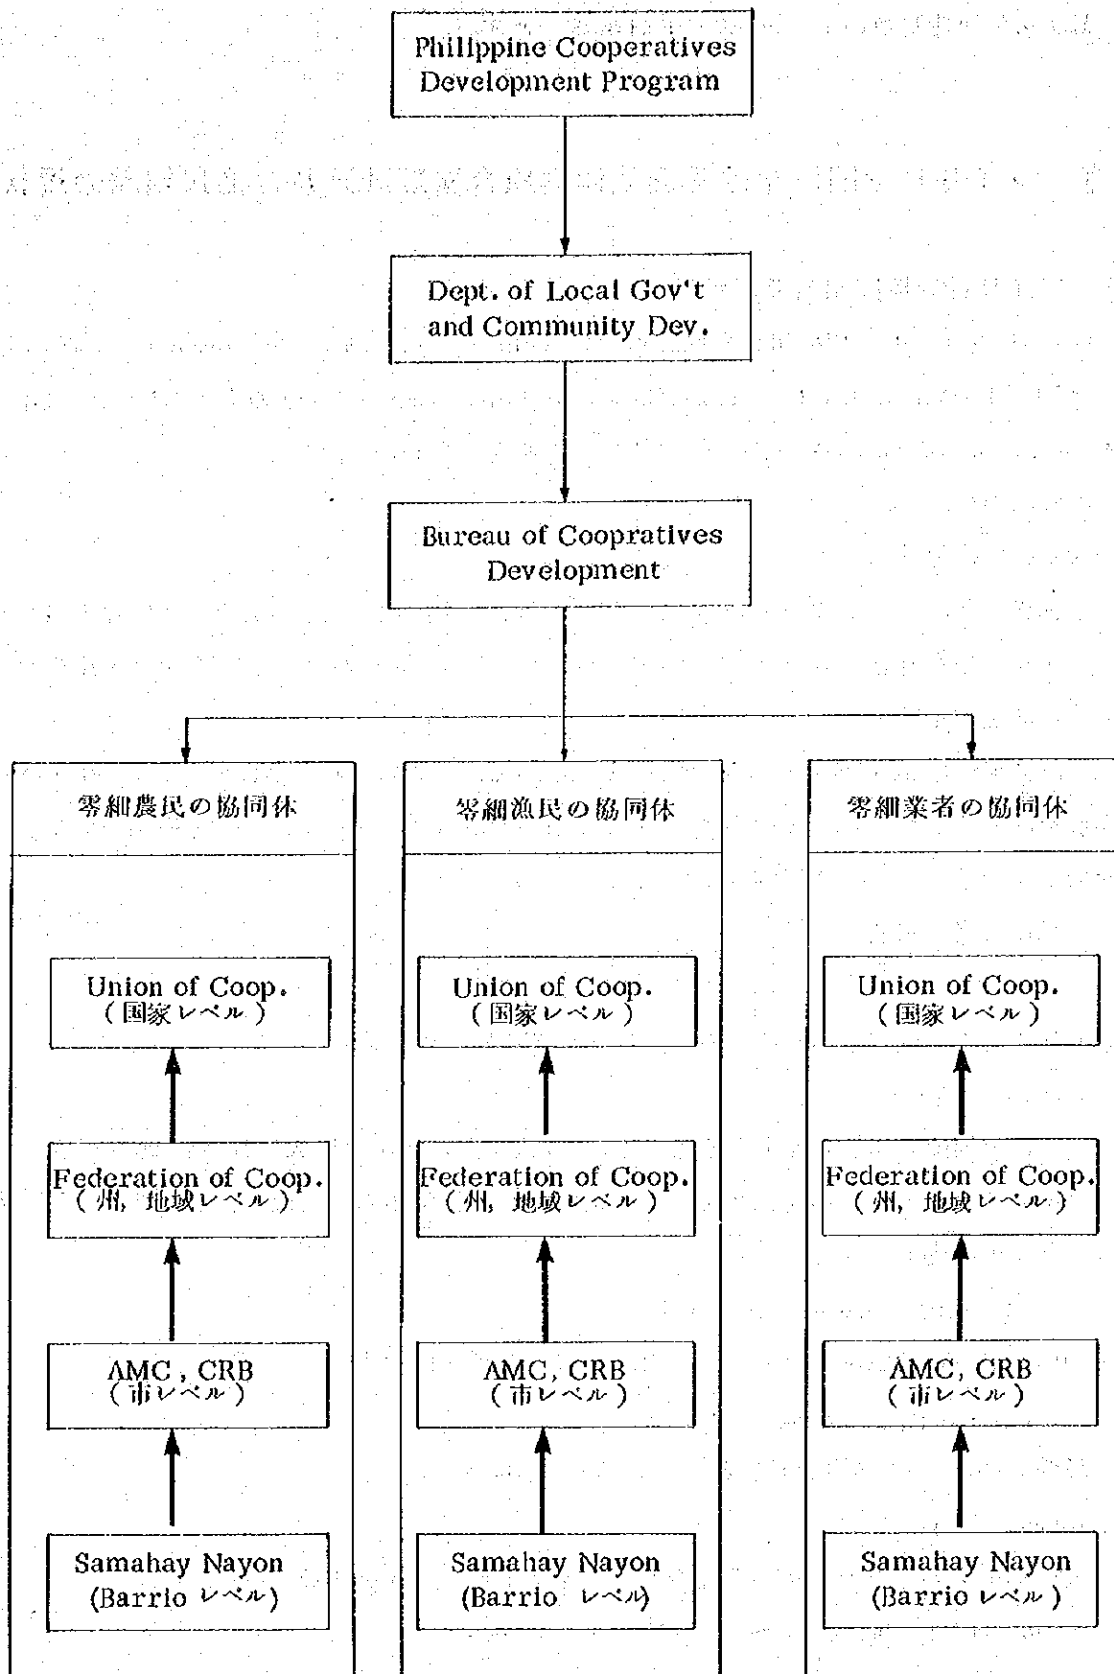 Philippine Cooperatives
Development Program
Dept. of Local Gov't
and Community Dev.
Bureau of Coopratives
Development
零細農民の協同休
Union of Coop.
(国家レベル)
Federation of Coop.
(州, 地域レベル)
AMC, CRB
(市レベル)
Samahay Nayon
(Barrio レベル)
零細漁民の協同休
Union of Coop.
(国家レベル)
Federation of Coop.
(州, 地域レベル)
AMC, CRB
(市レベル)
Samahay Nayon
(Barrio レベル)
零細業者の協同休
Union of Coop.
(国家レベル)
Federation of Coop.
(州, 地域レベル)
AMC, CRB
(市レベル)
Samahay Nayon
(Barrio レベル)